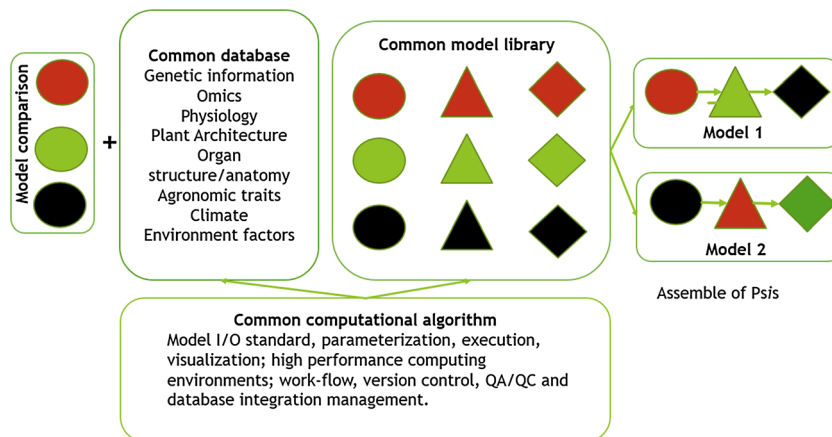 Model comparison
+
Common database
Genetic information
Omics
Physiology
Plant Architecture
Organ
structure/anatomy
Agronomic traits
Climate
Environment factors
Common model library
Model 1
Model 2
Assemble of Psis
Common computational algorithm
Model I/O standard, parameterization, execution,
visualization; high performance computing
environments; work-flow, version control, QA/QC and
database integration management.